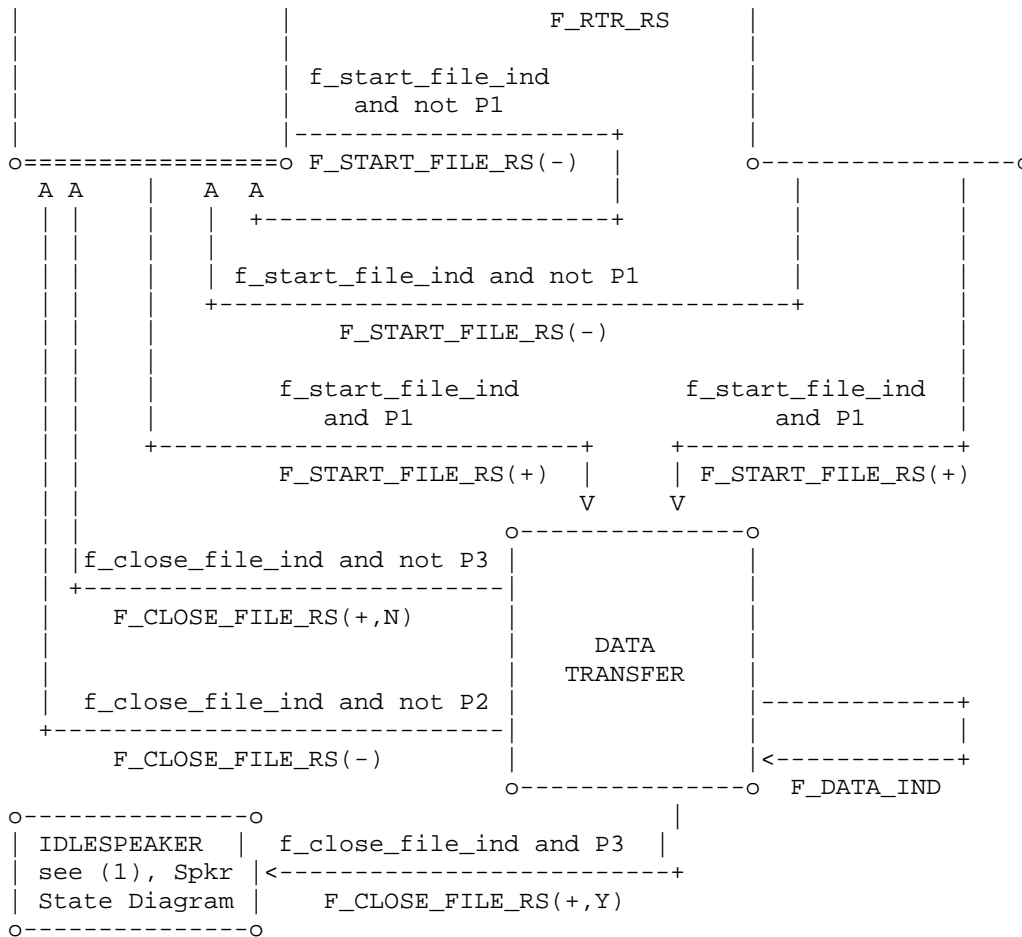 F_RTR_RS
f_start_file_ind
and not P1
F_START_FILE_RS(-)
f_start_file_ind and not P1
F_START_FILE_RS(-)
f_start_file_ind f_start_file_ind
and P1 and P1
F_START_FILE_RS(+) F_START_FILE_RS(+)
f_close_file_ind and not P3
F_CLOSE_FILE_RS(+,N)
DATA
TRANSFER
f_close_file_ind and not P2
F_CLOSE_FILE_RS(-)
F_DATA_IND
IDLESPEAKER f_close_file_ind and P3
see (1), Spkr
State Diagram F_CLOSE_FILE_RS(+,Y)